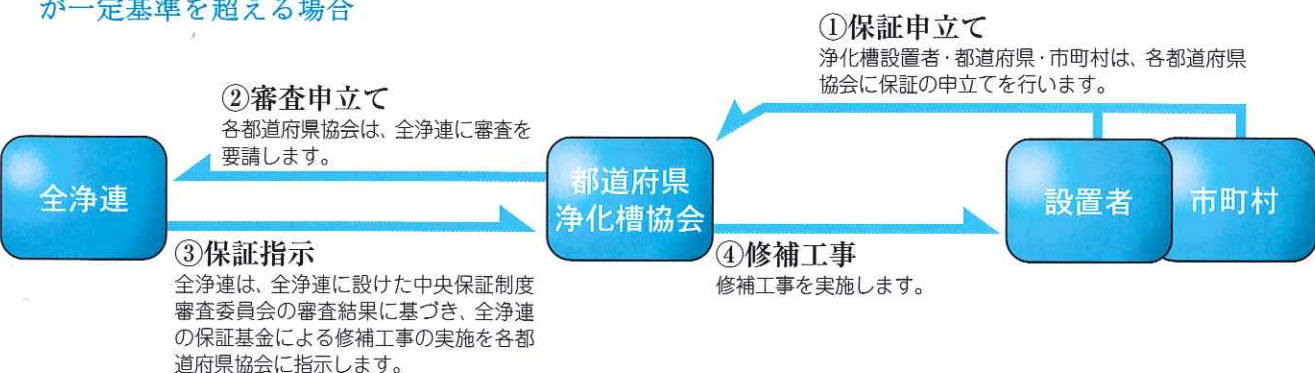 が一定基準を超える場合
①保証申立て
浄化槽設置者・都道府県・市町村は、各都道府県
協会に保証の申立てを行います。
②審査申立て
各都道府県協会は、全浄連に審査を
要請します。
全浄連
都道府県
浄化槽協会
設置者
市町村
③保証指示
全浄連は、全浄連に設けた中央保証制度
審査委員会の審査結果に基づき、全浄連
の保証基金による修補工事の実施を各都
道府県協会に指示します。
④修補工事
修補工事を実施します。